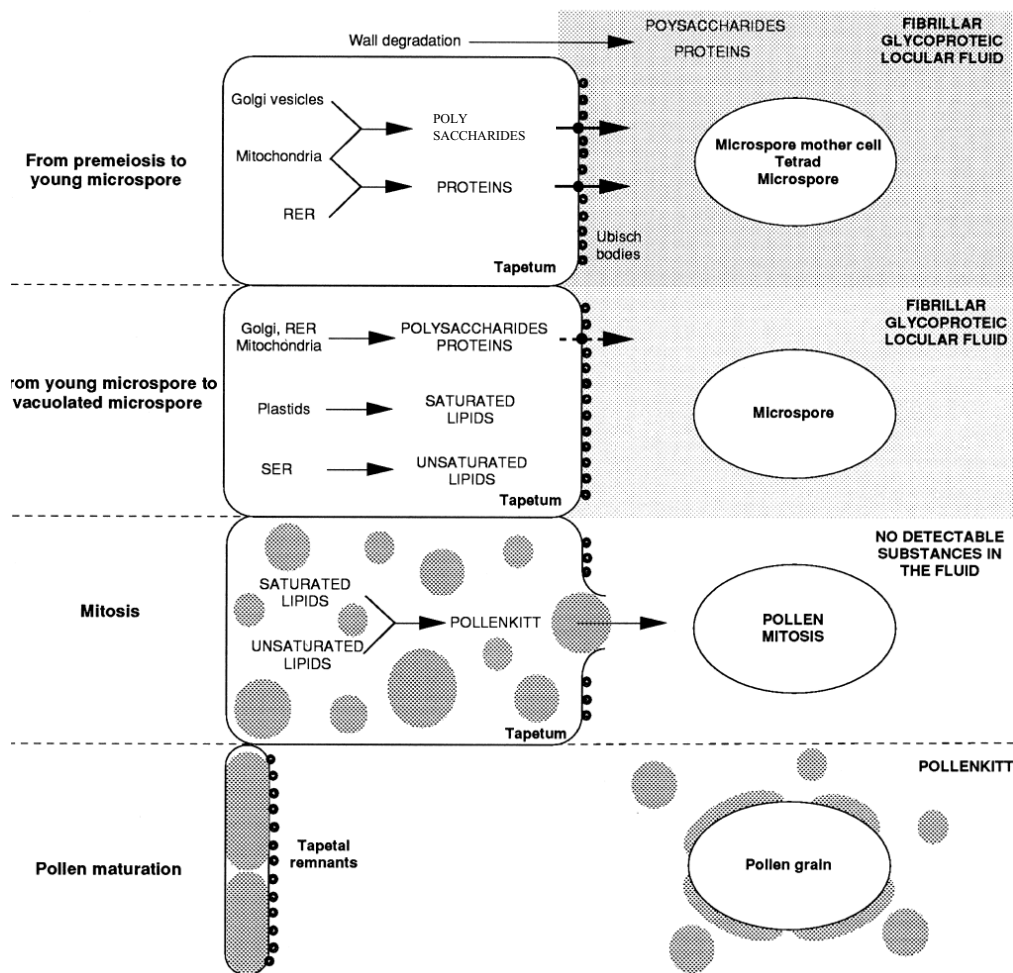 Wall degradation
POYSACCHARIDES
PROTEINS
FIBRILLAR
GLYCOPROTEIC
LOCULAR FLUID
From premeiosis to
young microspore
Golgi vesicles
Mitochondria
RER
POLY
SACCHARIDES
PROTEINS
Ubisch
bodies
Tapetum
Microspore mother cell
Tetrad
Microspore
rom young microspore to
vacuolated microspore
Golgi, RER
Mitochondria
POLYSACCHARIDES
PROTEINS
Plastids
SATURATED
LIPIDS
SER
UNSATURATED
LIPIDS
Tapetum
FIBRILLAR
GLYCOPROTEIC
LOCULAR FLUID
Microspore
Mitosis
SATURATED
LIPIDS
UNSATURATED
LIPIDS
POLLENKITT
Tapetum
NO DETECTABLE
SUBSTANCES IN
THE FLUID
POLLEN
MITOSIS
Pollen maturation
Tapetal
remnants
POLLENKITT
Pollen grain